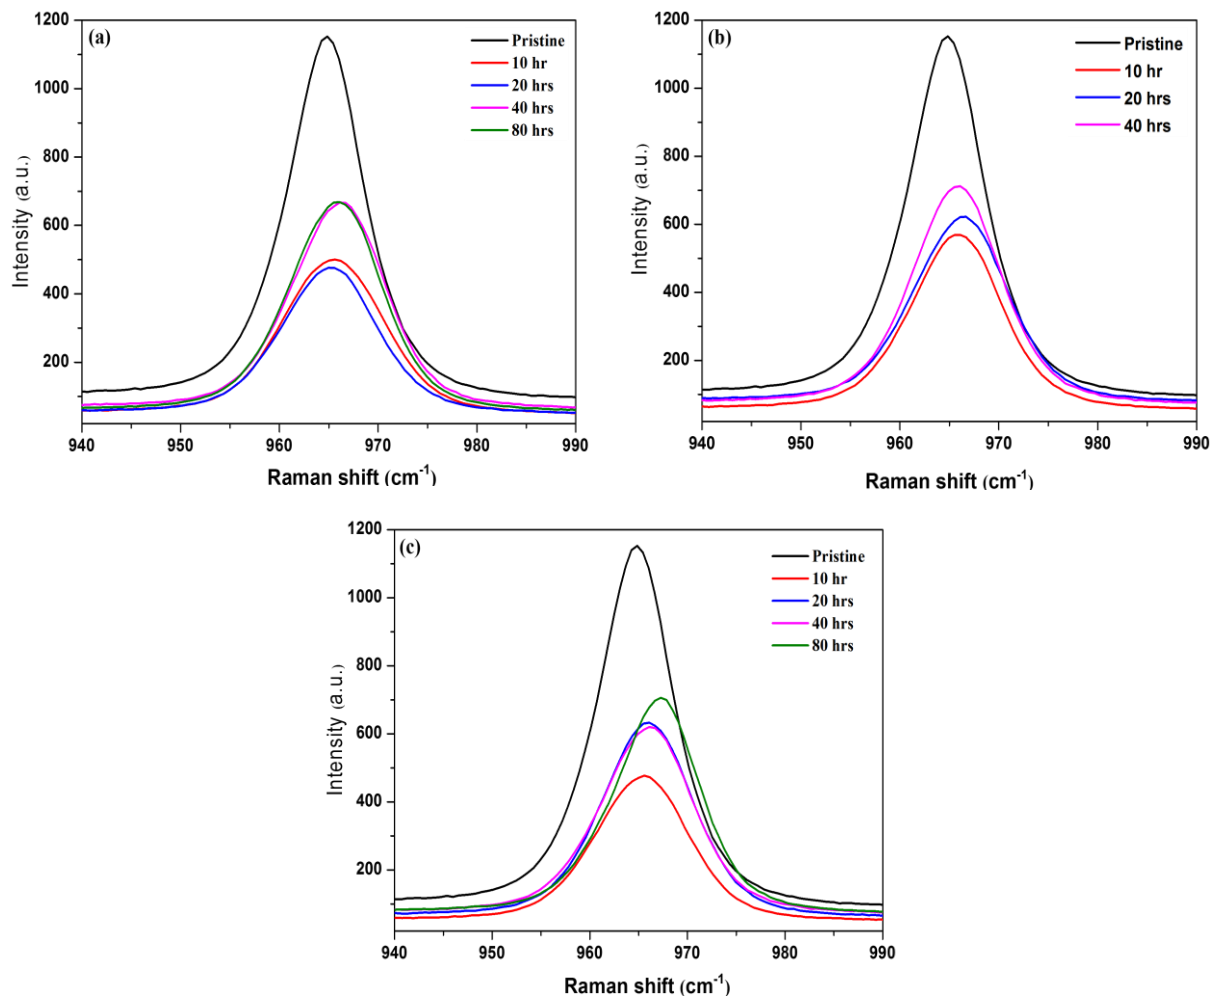 (a)
Pristine
10 hr
20 hrs
40 hrs
80 hrs
1200
1000
800
600
400
200
Intensity (a.u.)
940 950 960 970 980 990
Raman shift (cm⁻¹)
(b)
Pristine
10 hr
20 hrs
40 hrs
1200
1000
800
600
400
200
Intensity (a.u.)
940 950 960 970 980 990
Raman shift (cm⁻¹)
(c)
Pristine
10 hr
20 hrs
40 hrs
80 hrs
1200
1000
800
600
400
200
Intensity (a.u.)
940 950 960 970 980 990
Raman shift (cm⁻¹)